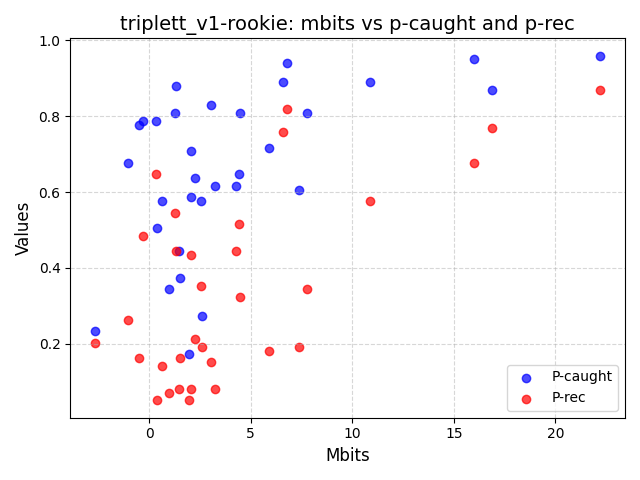 triplett_v1-rookie: mbits vs p-caught and p-rec
Values
1.0
0.8
0.6
0.4
0.2
0
5
10
15
20
Mbits
P-caught
P-rec